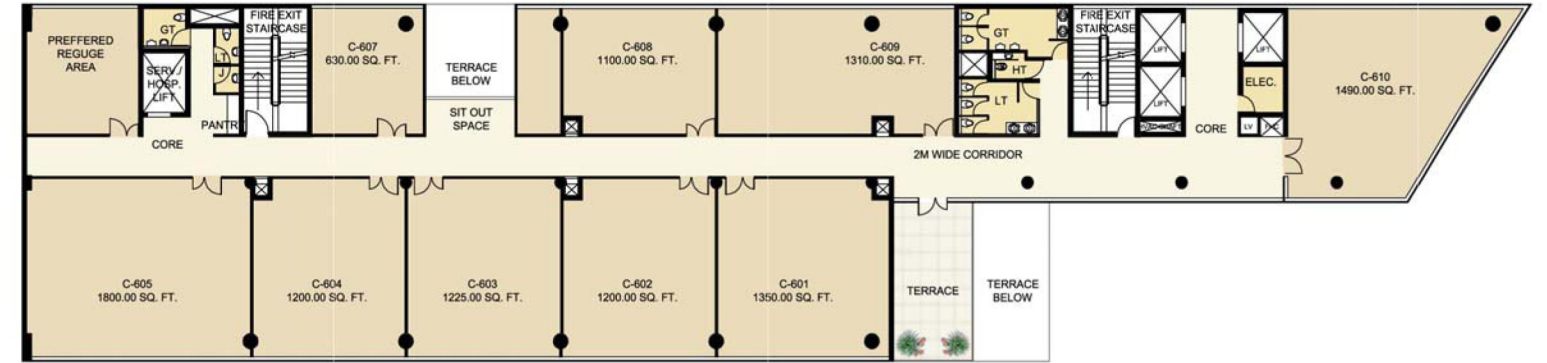 PREFFERED
REGUGE
AREA
GT
SERV./
HOSP.
LIFT
LT
J
PANTRY
FIRE EXIT
STAIRCASE
C-607
630.00 SQ. FT.
TERRACE
BELOW
SIT OUT
SPACE
C-608
1100.00 SQ. FT.
C-609
1310.00 SQ. FT.
GT
HT
LT
FIRE EXIT
STAIRCASE
LIFT
LIFT
LIFT
ELEC.
LV
CORE
C-610
1490.00 SQ. FT.
CORE
2M WIDE CORRIDOR
C-605
1800.00 SQ. FT.
C-604
1200.00 SQ. FT.
C-603
1225.00 SQ. FT.
C-602
1200.00 SQ. FT.
C-601
1350.00 SQ. FT.
TERRACE
TERRACE
BELOW